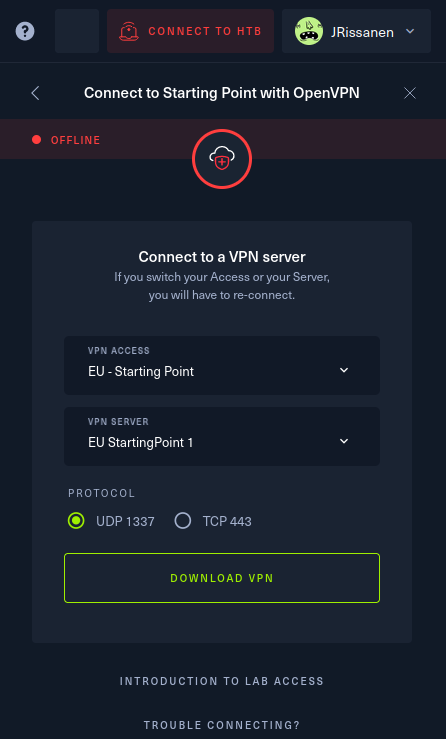 ?
CONNECT TO HTB
JRissanen
Connect to Starting Point with OpenVPN
OFFLINE
Connect to a VPN server
If you switch your Access or your Server,
you will have to re-connect.
VPN ACCESS
EU - Starting Point
VPN SERVER
EU StartingPoint 1
PROTOCOL
UDP 1337 TCP 443
DOWNLOAD VPN
INTRODUCTION TO LAB ACCESS
TROUBLE CONNECTING?